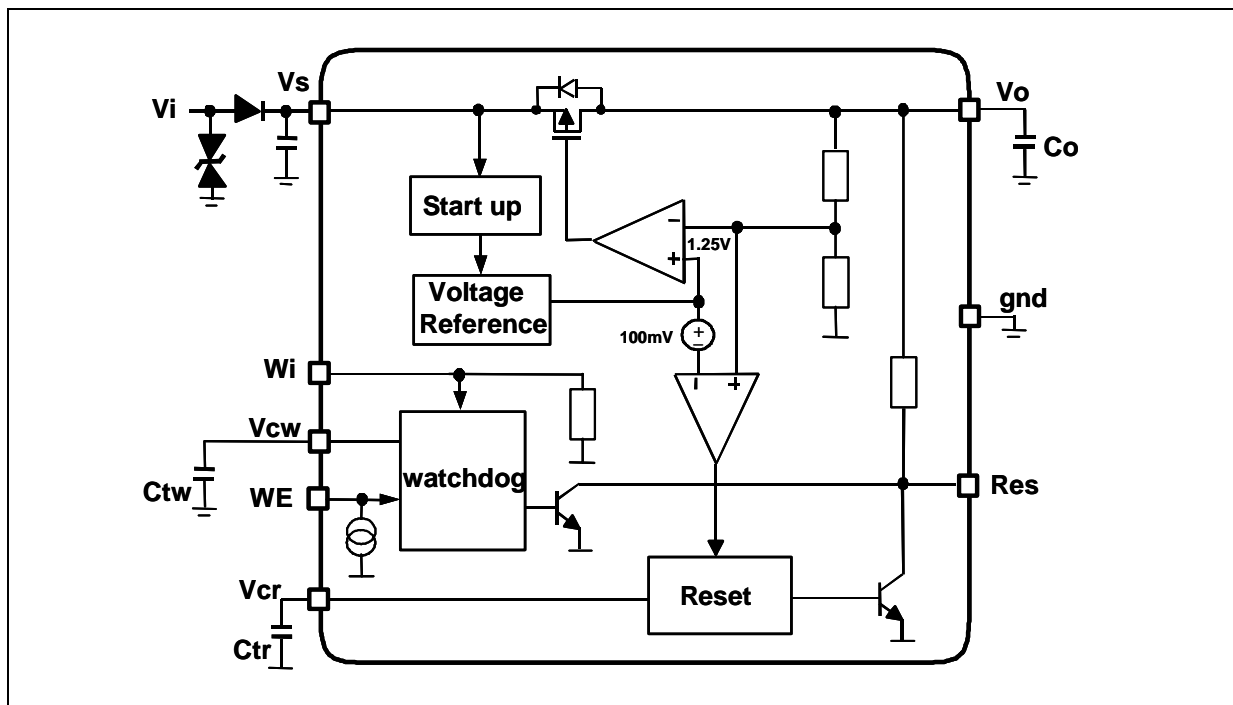 Vi
Vs
Vo
Co
Start up
-
1.25V
+
Voltage
Reference
100mV
+
-
gnd
Wi
- +
Vcw
watchdog
Ctw
WE
Res
Vcr
Reset
Ctr